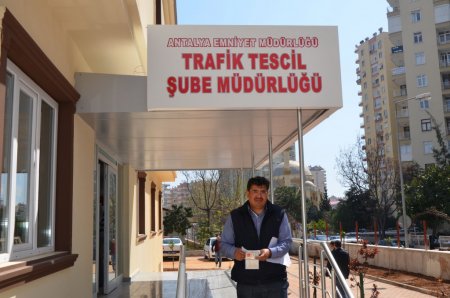 ANTALYA EMNİYET MÜDÜRLÜĞÜ
TRAFİK TESCİL
ŞUBE MÜDÜRLÜĞÜ